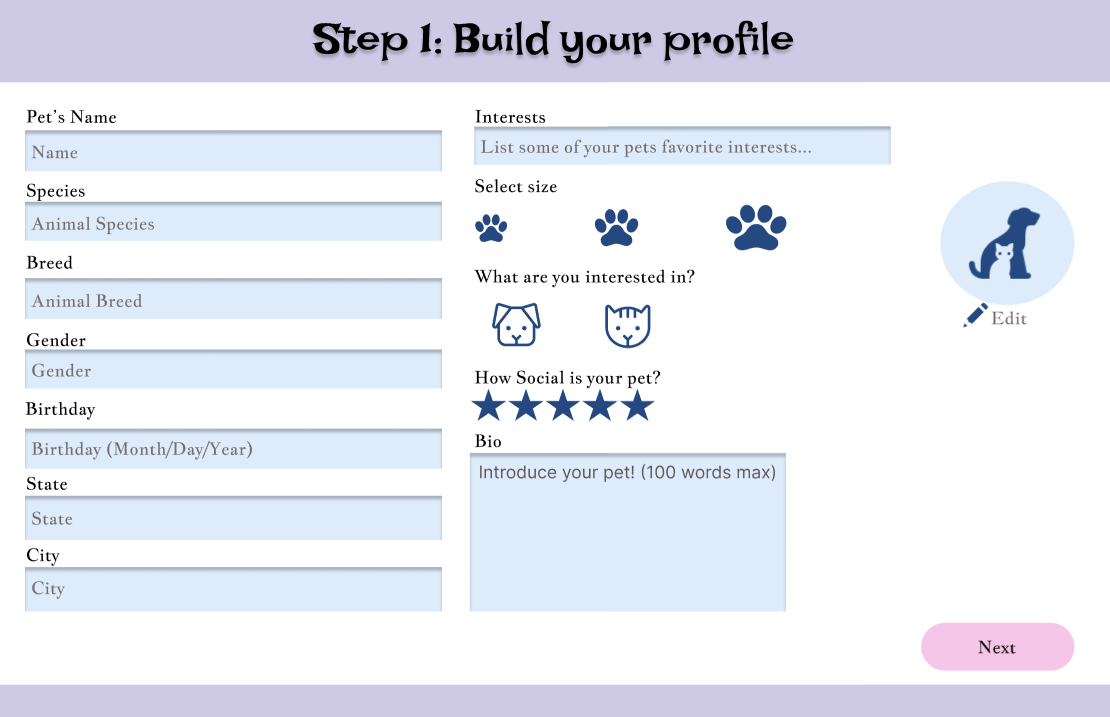 Step 1: Build your profile
Pet's Name
Name
Species
Animal Species
Breed
Animal Breed
Gender
Gender
Birthday
Birthday (Month/Day/Year)
State
State
City
City
Interests
List some of your pets favorite interests...
Select size
What are you interested in?
How Social is your pet?
Bio
Introduce your pet! (100 words max)
Edit
Next